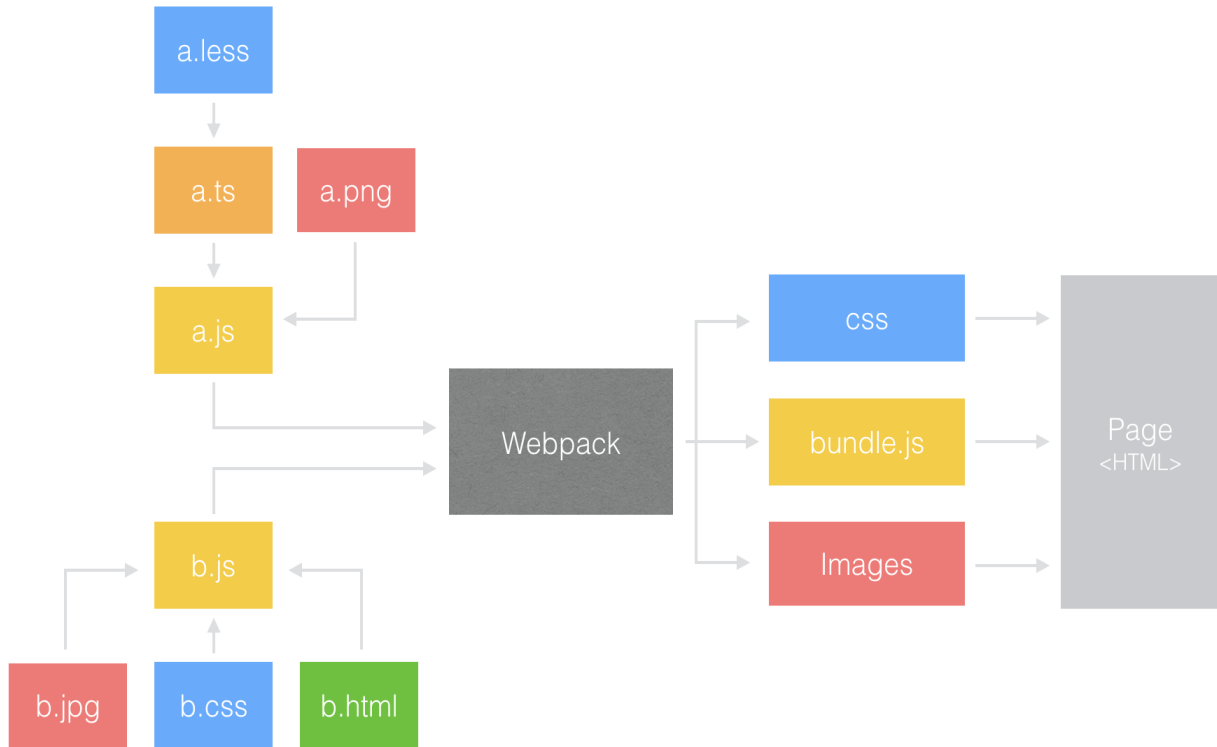 a.less
a.ts
a.png
a.js
Webpack
b.js
b.jpg
b.css
b.html
css
bundle.js
Images
Page
<HTML>